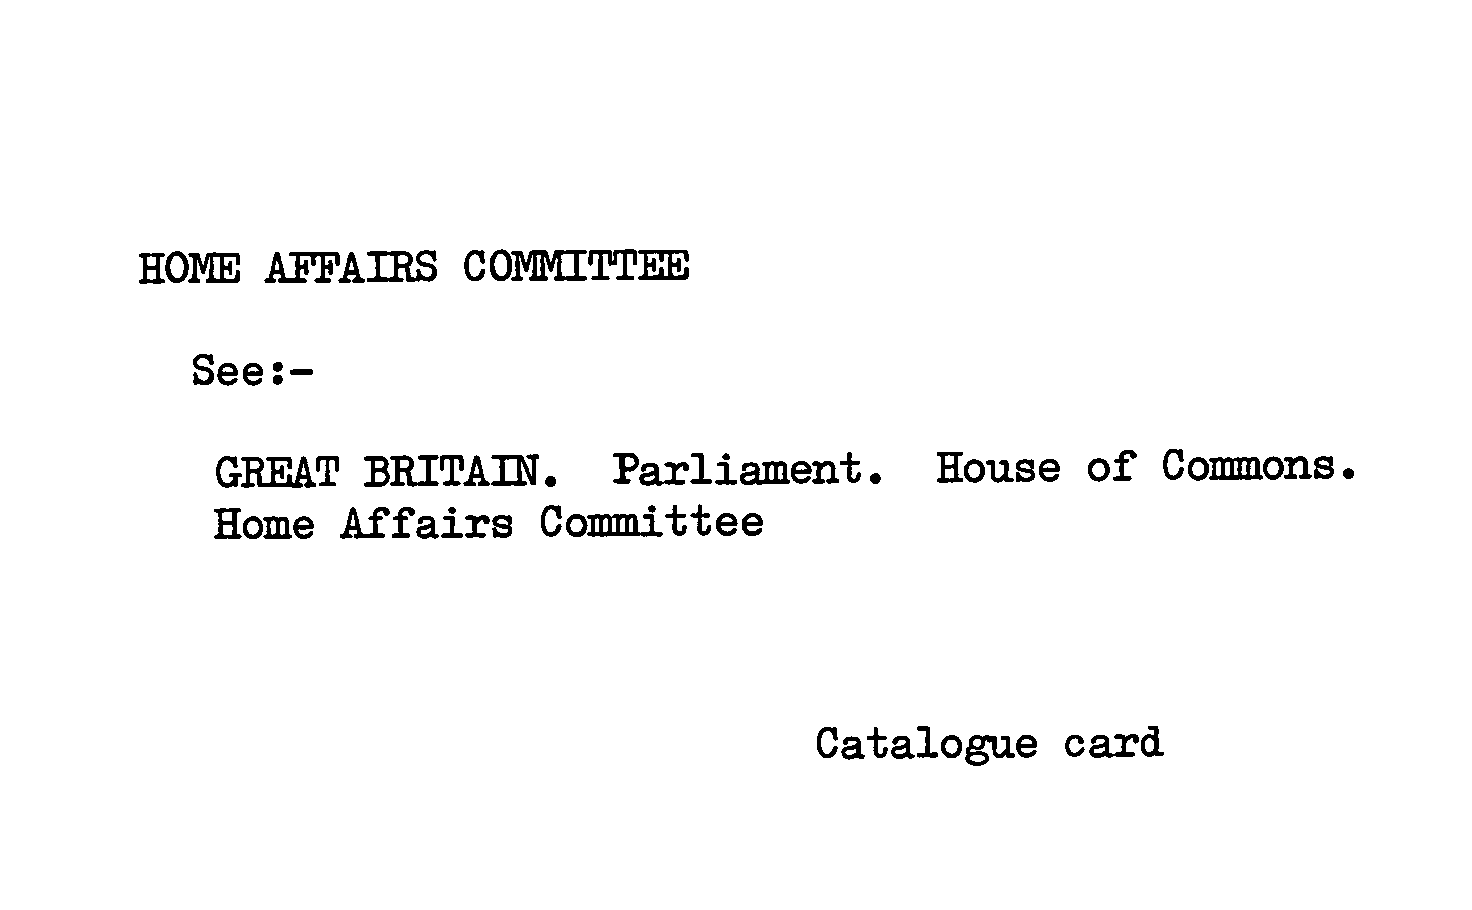 HOME AFFAIRS COMMITTEE
See:-
GREAT BRITAIN. Parliament. House of Commons.
Home Affairs Committee
Catalogue card